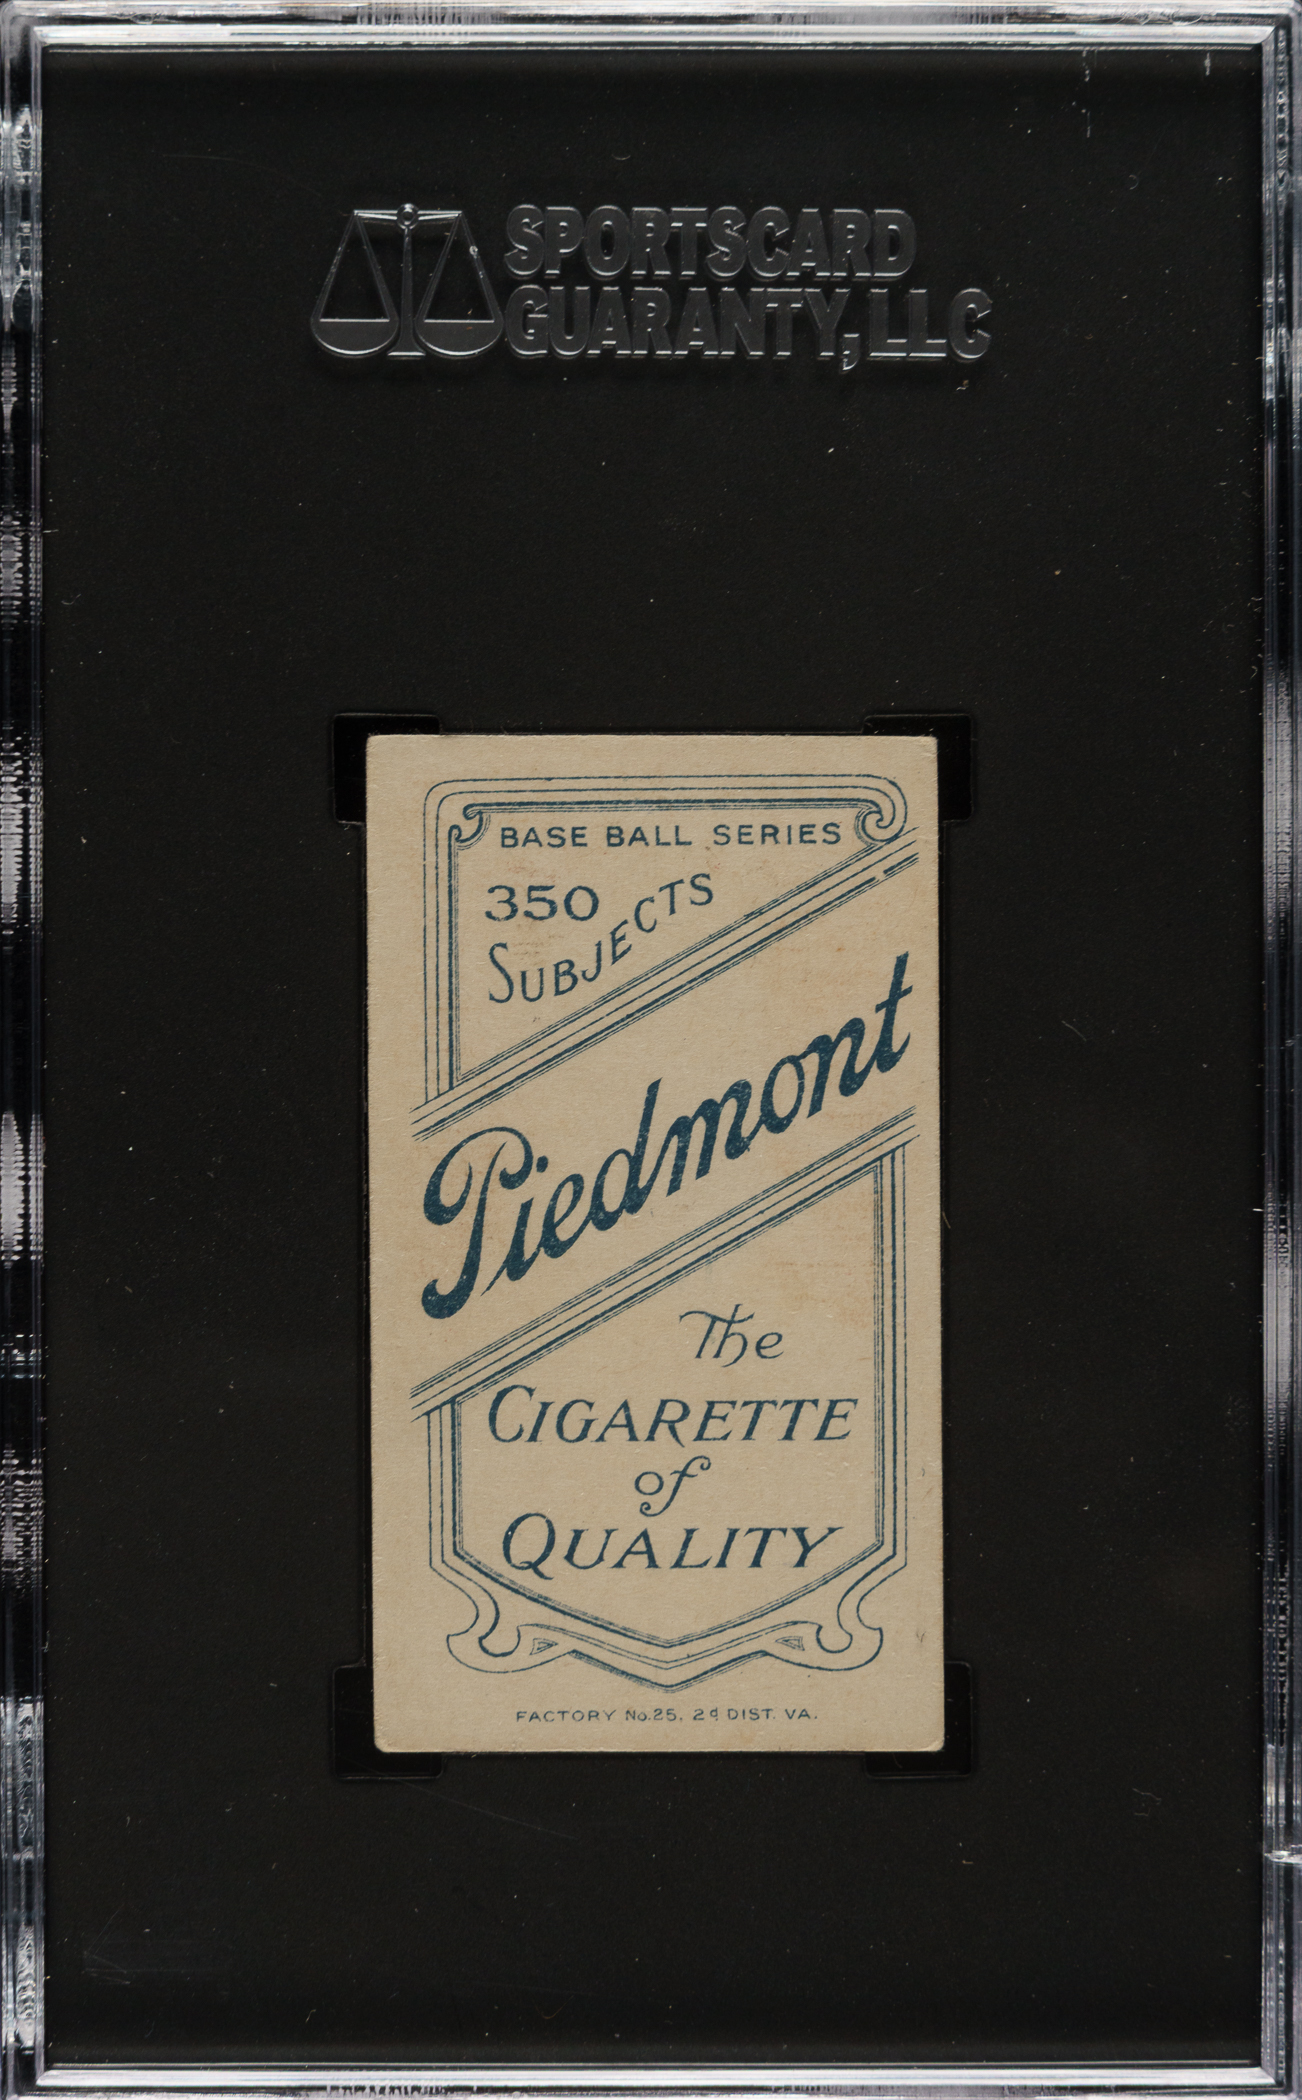 SPORTSCARD
GUARANTY, LLC
BASE BALL SERIES
350
SUBJECTS
Piedmont
The
CIGARETTE
of
QUALITY
FACTORY No. 25, 2d DIST. VA.